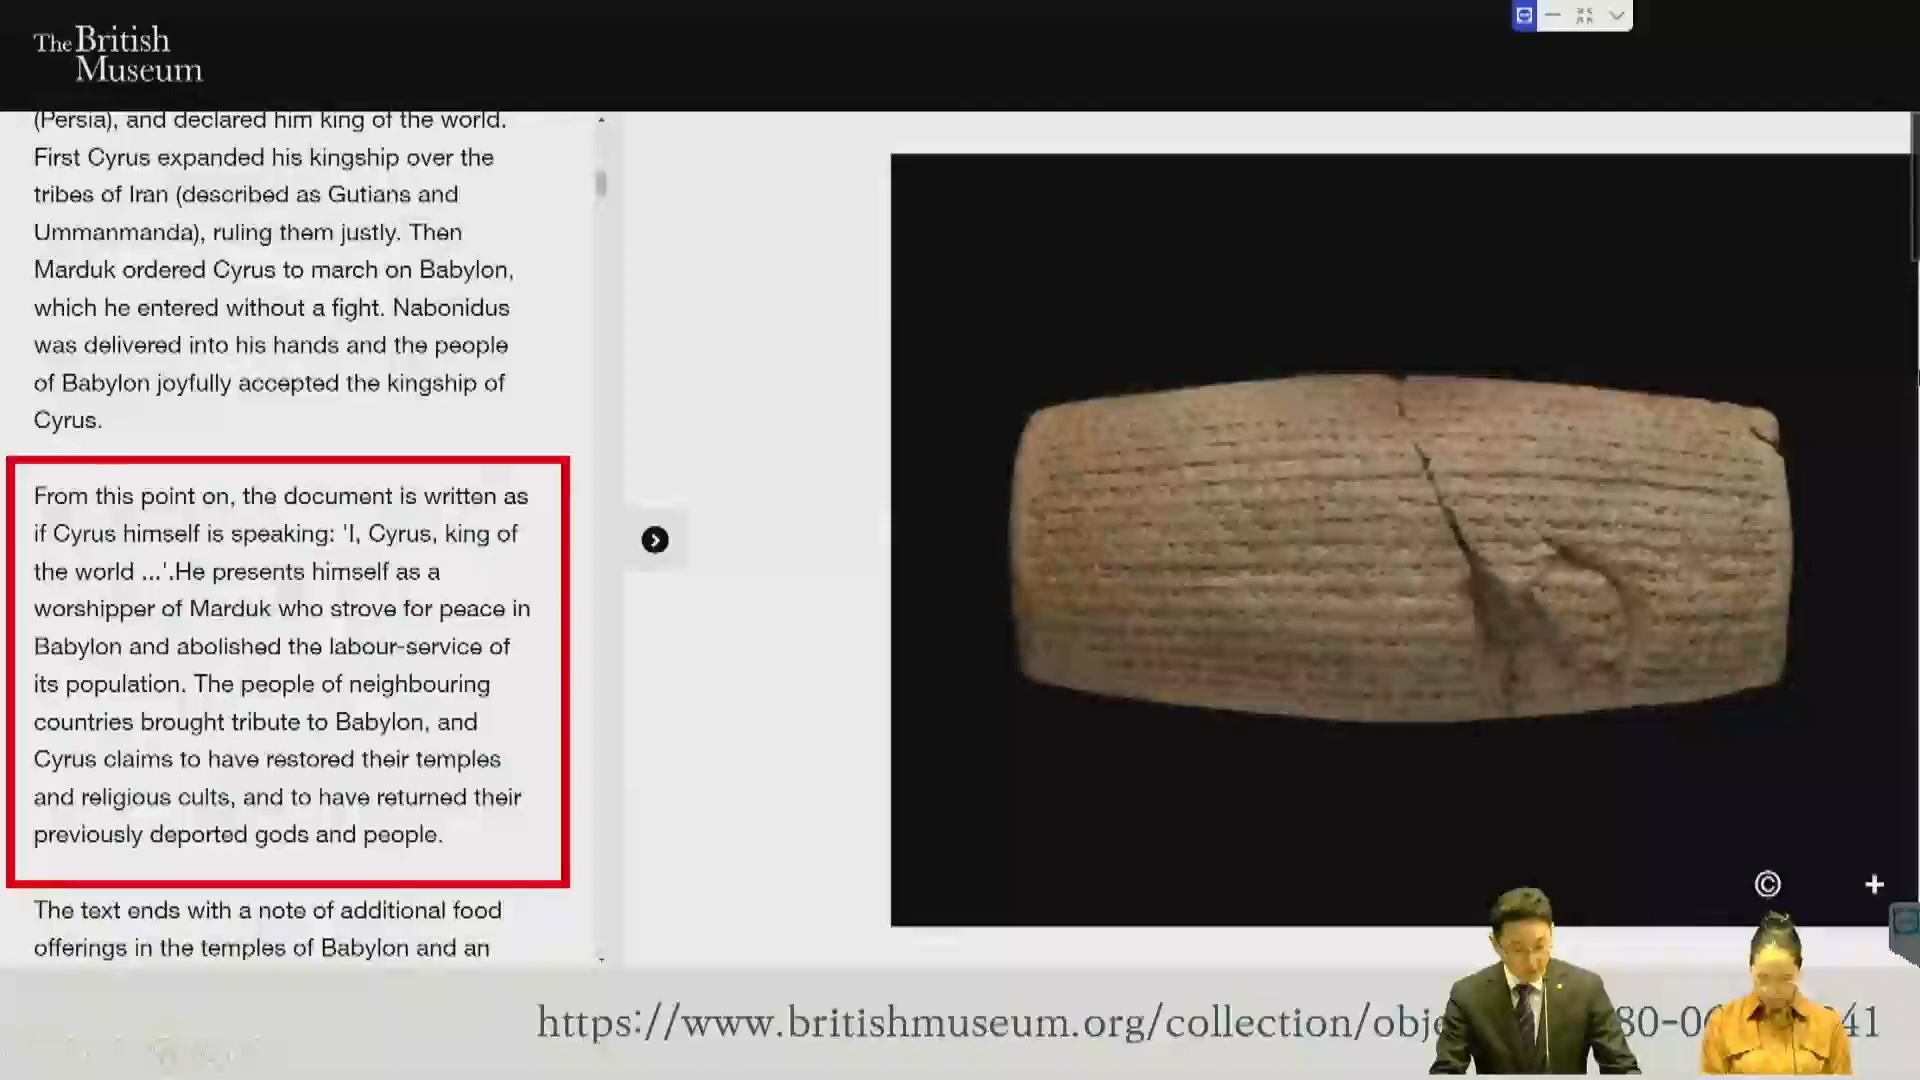 The British
Museum
(Persia), and declared him king of the world.
First Cyrus expanded his kingship over the
tribes of Iran (described as Gutians and
Ummanmanda), ruling them justly. Then
Marduk ordered Cyrus to march on Babylon,
which he entered without a fight. Nabonidus
was delivered into his hands and the people
of Babylon joyfully accepted the kingship of
Cyrus.
From this point on, the document is written as
if Cyrus himself is speaking: 'I, Cyrus, king of
the world ...'.He presents himself as a
worshipper of Marduk who strove for peace in
Babylon and abolished the labour-service of
its population. The people of neighbouring
countries brought tribute to Babylon, and
Cyrus claims to have restored their temples
and religious cults, and to have returned their
previously deported gods and people.
The text ends with a note of additional food
offerings in the temples of Babylon and an
©
+
https://www.britishmuseum.org/collection/obje